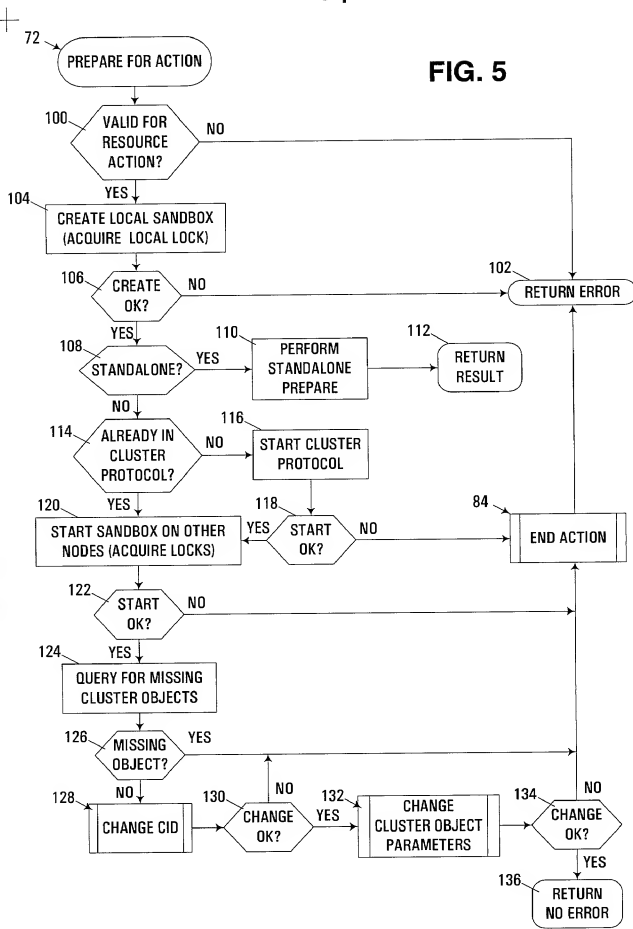 72
PREPARE FOR ACTION
FIG. 5
100
VALID FOR
RESOURCE
ACTION?
NO
YES
104
CREATE LOCAL SANDBOX
(ACQUIRE LOCAL LOCK)
106
CREATE
OK?
NO
102
RETURN ERROR
YES
108
STANDALONE?
YES
110
PERFORM
STANDALONE
PREPARE
112
RETURN
RESULT
NO
114
ALREADY IN
CLUSTER
PROTOCOL?
NO
116
START CLUSTER
PROTOCOL
YES
120
START SANDBOX ON OTHER
NODES (ACQUIRE LOCKS)
YES
118
START
OK?
NO
84
END ACTION
122
START
OK?
NO
YES
124
QUERY FOR MISSING
CLUSTER OBJECTS
126
MISSING
OBJECT?
YES
NO
128
CHANGE CID
130
CHANGE
OK?
NO
YES
132
CHANGE
CLUSTER OBJECT
PARAMETERS
134
CHANGE
OK?
NO
YES
136
RETURN
NO ERROR